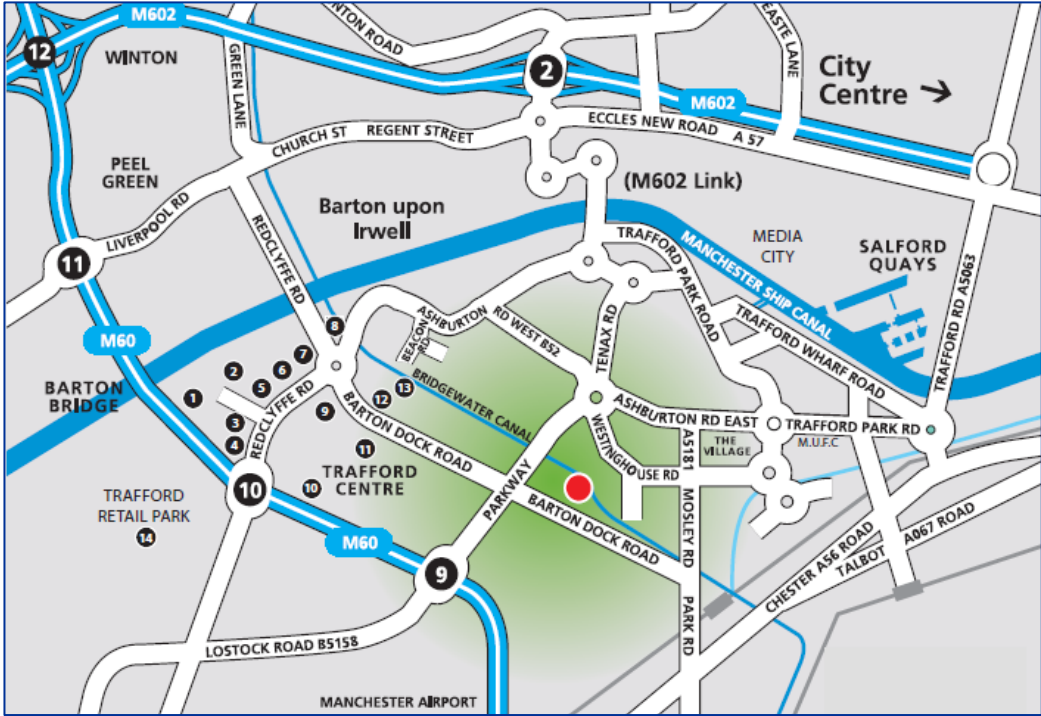 M602
12
WINTON
GREEN LANE
NTON ROAD
EASTE LANE
2
City
Centre
M602
ECCLES NEW ROAD A 57
CHURCH ST REGENT STREET
PEEL
GREEN
(M602 Link)
Barton upon
Irwell
LIVERPOOL RD
REDCLYFFE RD
11
TRAFFORD PARK ROAD
MANCHESTER SHIP CANAL
MEDIA
CITY
SALFORD
QUAYS
TRAFFORD RD A5063
M60
8
ASHBURTON RD WEST B52
BEACON
RD
TENAX RD
TRAFFORD WHARF ROAD
BARTON
BRIDGE
1
2
3
4
5
6
7
REDCLYFFE RD
9
12
13
BRIDGEWATER CANAL
BARTON DOCK ROAD
11
TRAFFORD
CENTRE
10
ASHBURTON RD EAST
TRAFFORD PARK RD
M.U.F.C
THE
VILLAGE
WESTINGHOUSE RD
A5181
MOSLEY RD
PARK RD
PARKWAY
BARTON DOCK ROAD
10
TRAFFORD
RETAIL PARK
14
M60
9
CHESTER A56 ROAD
TALBOT A067 ROAD
LOSTOCK ROAD B5158
MANCHESTER AIRPORT